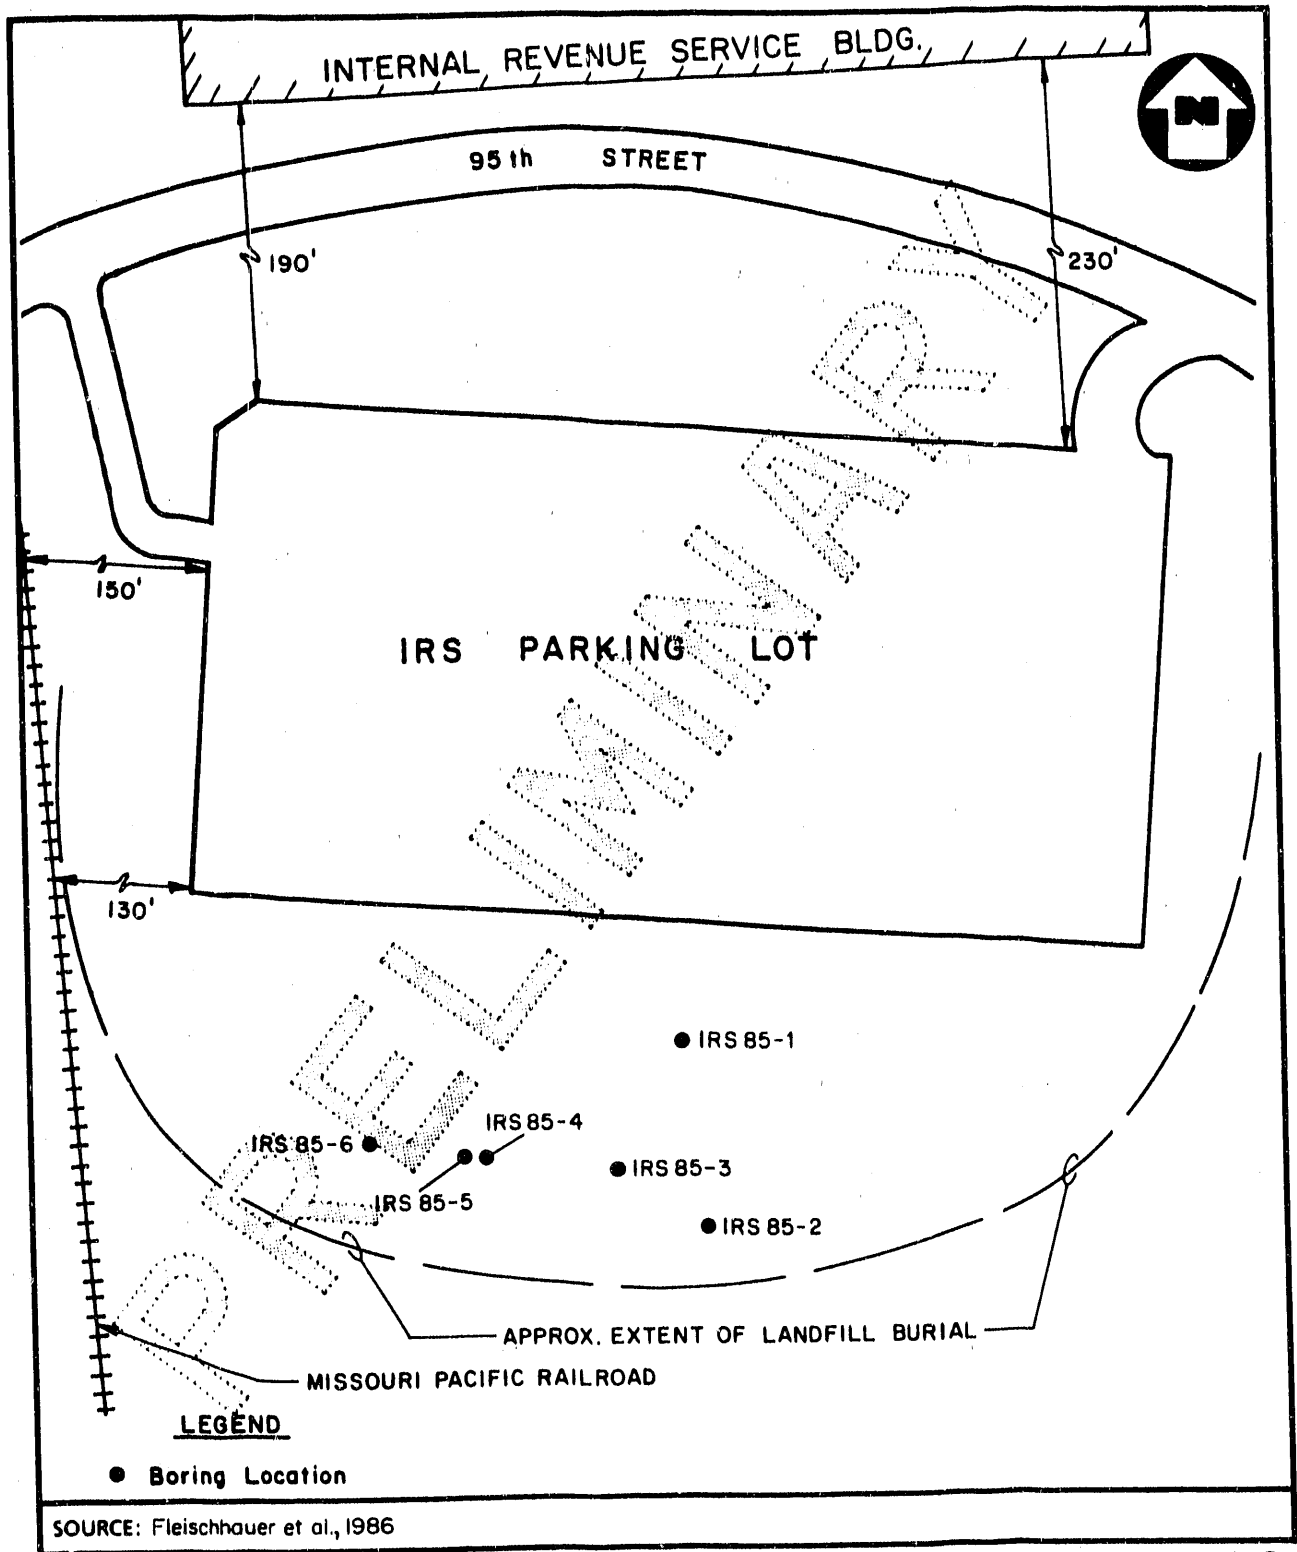 INTERNAL REVENUE SERVICE BLDG.
N
95th STREET
190'
230'
150'
IRS PARKING LOT
130'
PRELIMINARY
IRS 85-1
IRS 85-4
IRS 85-6
IRS 85-3
IRS 85-5
IRS 85-2
APPROX. EXTENT OF LANDFILL BURIAL
MISSOURI PACIFIC RAILROAD
LEGEND
Boring Location
SOURCE: Fleischhauer et al., 1986